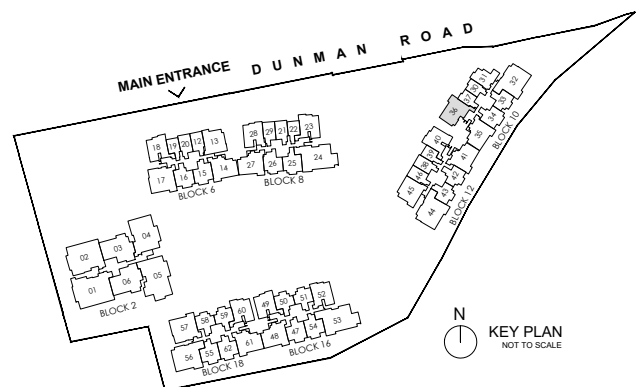 DUNMAN ROAD
MAIN ENTRANCE
18 19 20 12 13
17 16 15 14
BLOCK 6
28 29 21 22 23
27 26 25 24
BLOCK 8
31 32
30
37
36 33
34
35
BLOCK 10
40
39 41
38
46 42
45 43
44
BLOCK 12
02 03 04
01 06 05
BLOCK 2
57 58 59 60
56 55 62 61
BLOCK 18
49 50 51 52
48 47 54 53
BLOCK 16
N
KEY PLAN
NOT TO SCALE